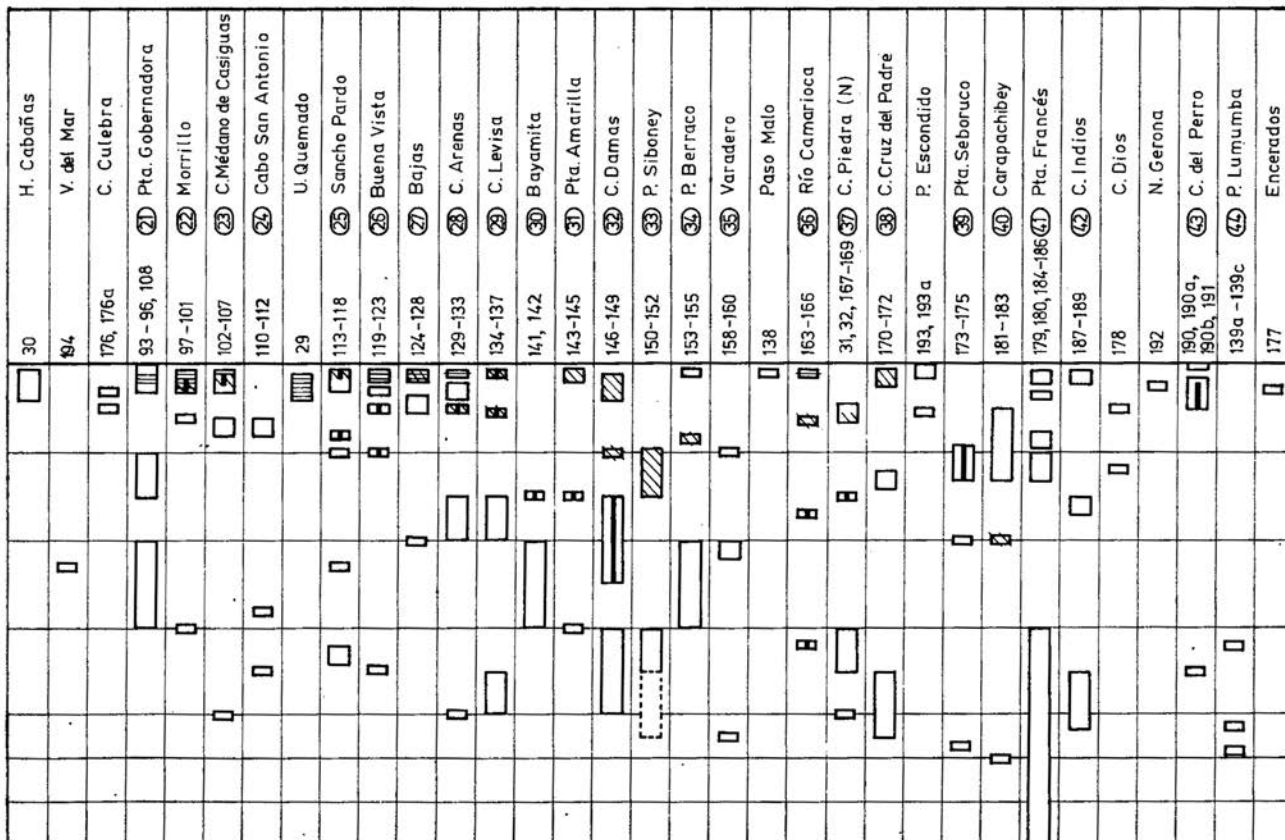 H. Cabañas
30
V. del Mar
194
C. Culebra
176, 176a
21 Pta. Gobernadora
93 - 96, 108
22 Morrillo
97-101
23 C. Médano de Casiguas
102-107
24 Cabo San Antonio
110-112
U. Quemado
29
25 Sancho Pardo
113-118
26 Buena Vista
119-123
27 Bajas
124-128
28 C. Arenas
129-133
29 C. Levisa
134-137
30 Bayamita
141, 142
31 Pta. Amarilla
143-145
32 C. Damas
146-149
33 P. Siboney
150-152
34 P. Berraco
153-155
35 Varadero
158-160
Paso Malo
138
36 Río Camarioca
163-166
37 C. Piedra (N)
31, 32, 167-169
38 C. Cruz del Padre
170-172
P. Escondido
193, 193 a
39 Pta. Seboruco
173-175
40 Carapachibey
181-183
41 Pta. Francés
179, 180, 184-186
42 C. Indios
187-189
C. Dios
178
N. Gerona
192
43 C. del Perro
190, 190a,
190b, 191
44 P. Lumumba
139a -139c
Encerados
177